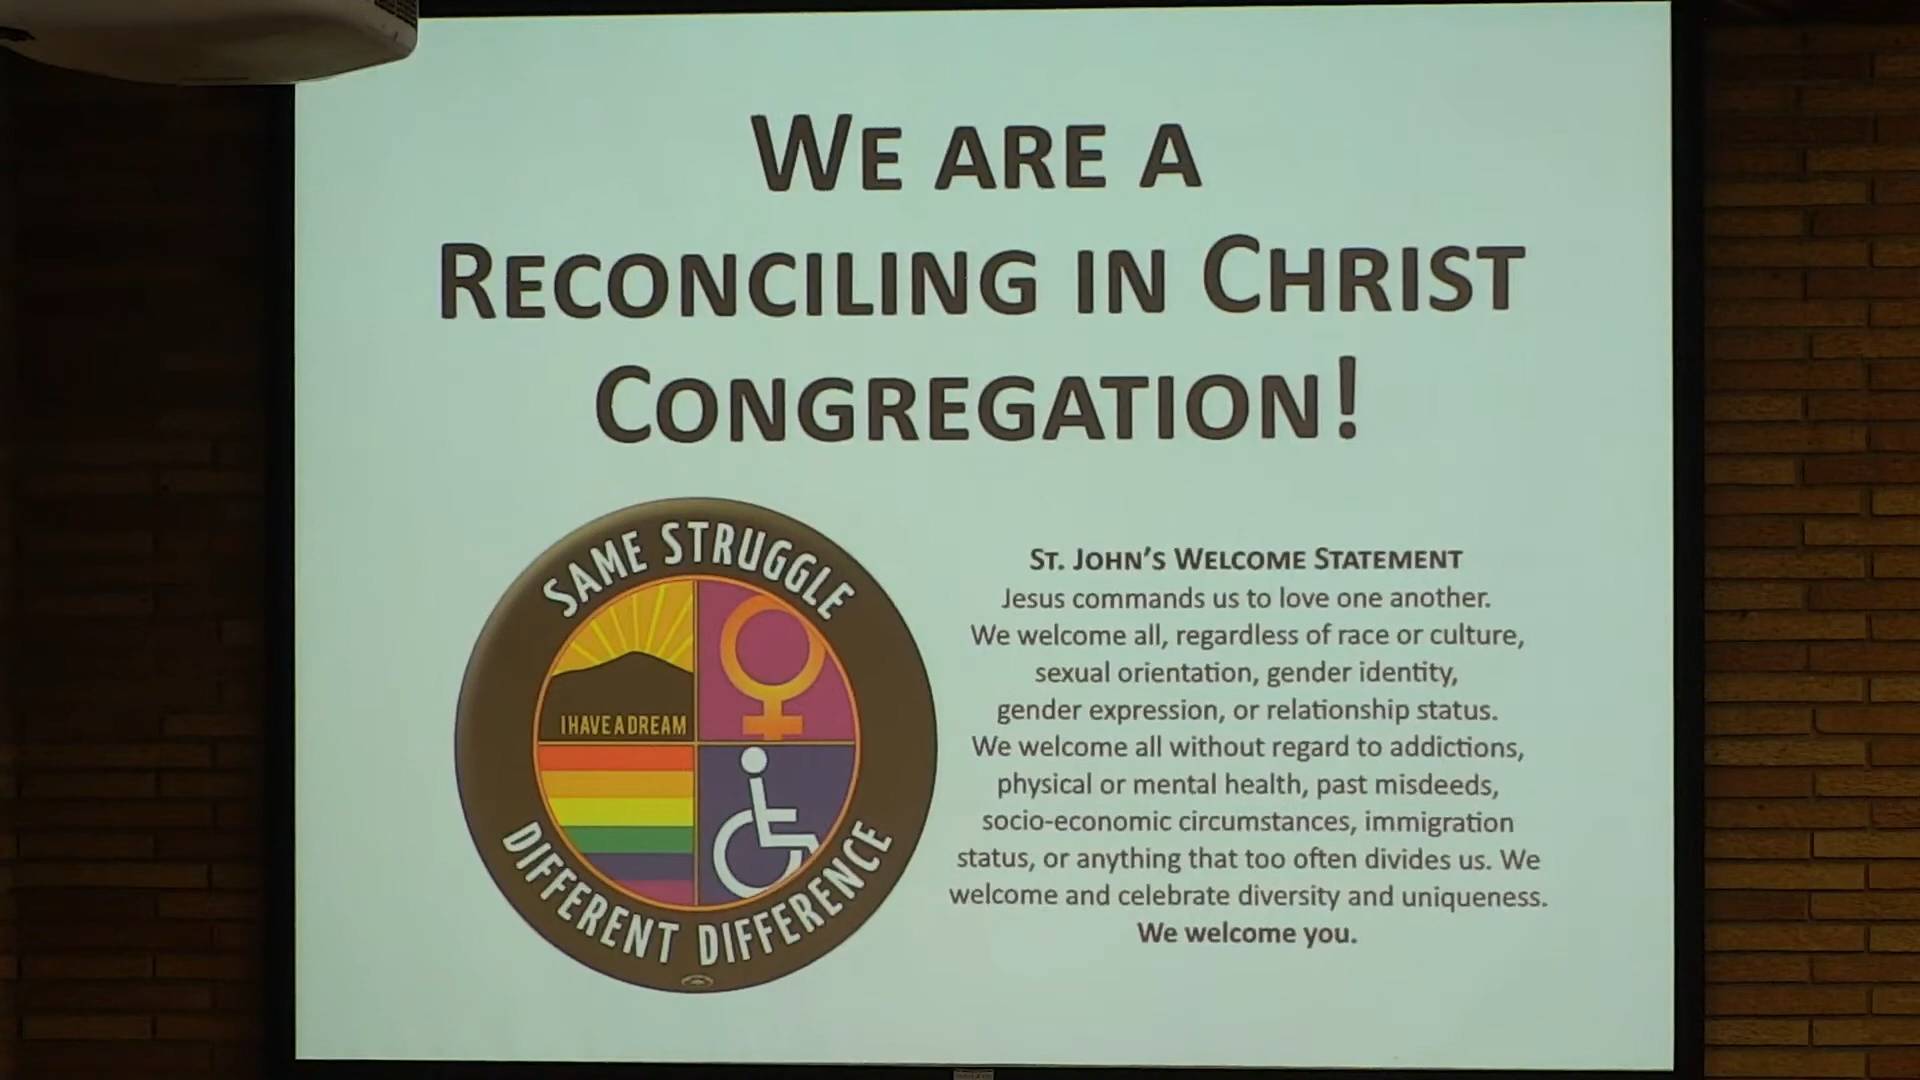 WE ARE A
RECONCILING IN CHRIST
CONGREGATION!
SAME STRUGGLE
I HAVE A DREAM
DIFFERENT DIFFERENCE
ST. JOHN'S WELCOME STATEMENT
Jesus commands us to love one another.
We welcome all, regardless of race or culture,
sexual orientation, gender identity,
gender expression, or relationship status.
We welcome all without regard to addictions,
physical or mental health, past misdeeds,
socio-economic circumstances, immigration
status, or anything that too often divides us. We
welcome and celebrate diversity and uniqueness.
We welcome you.